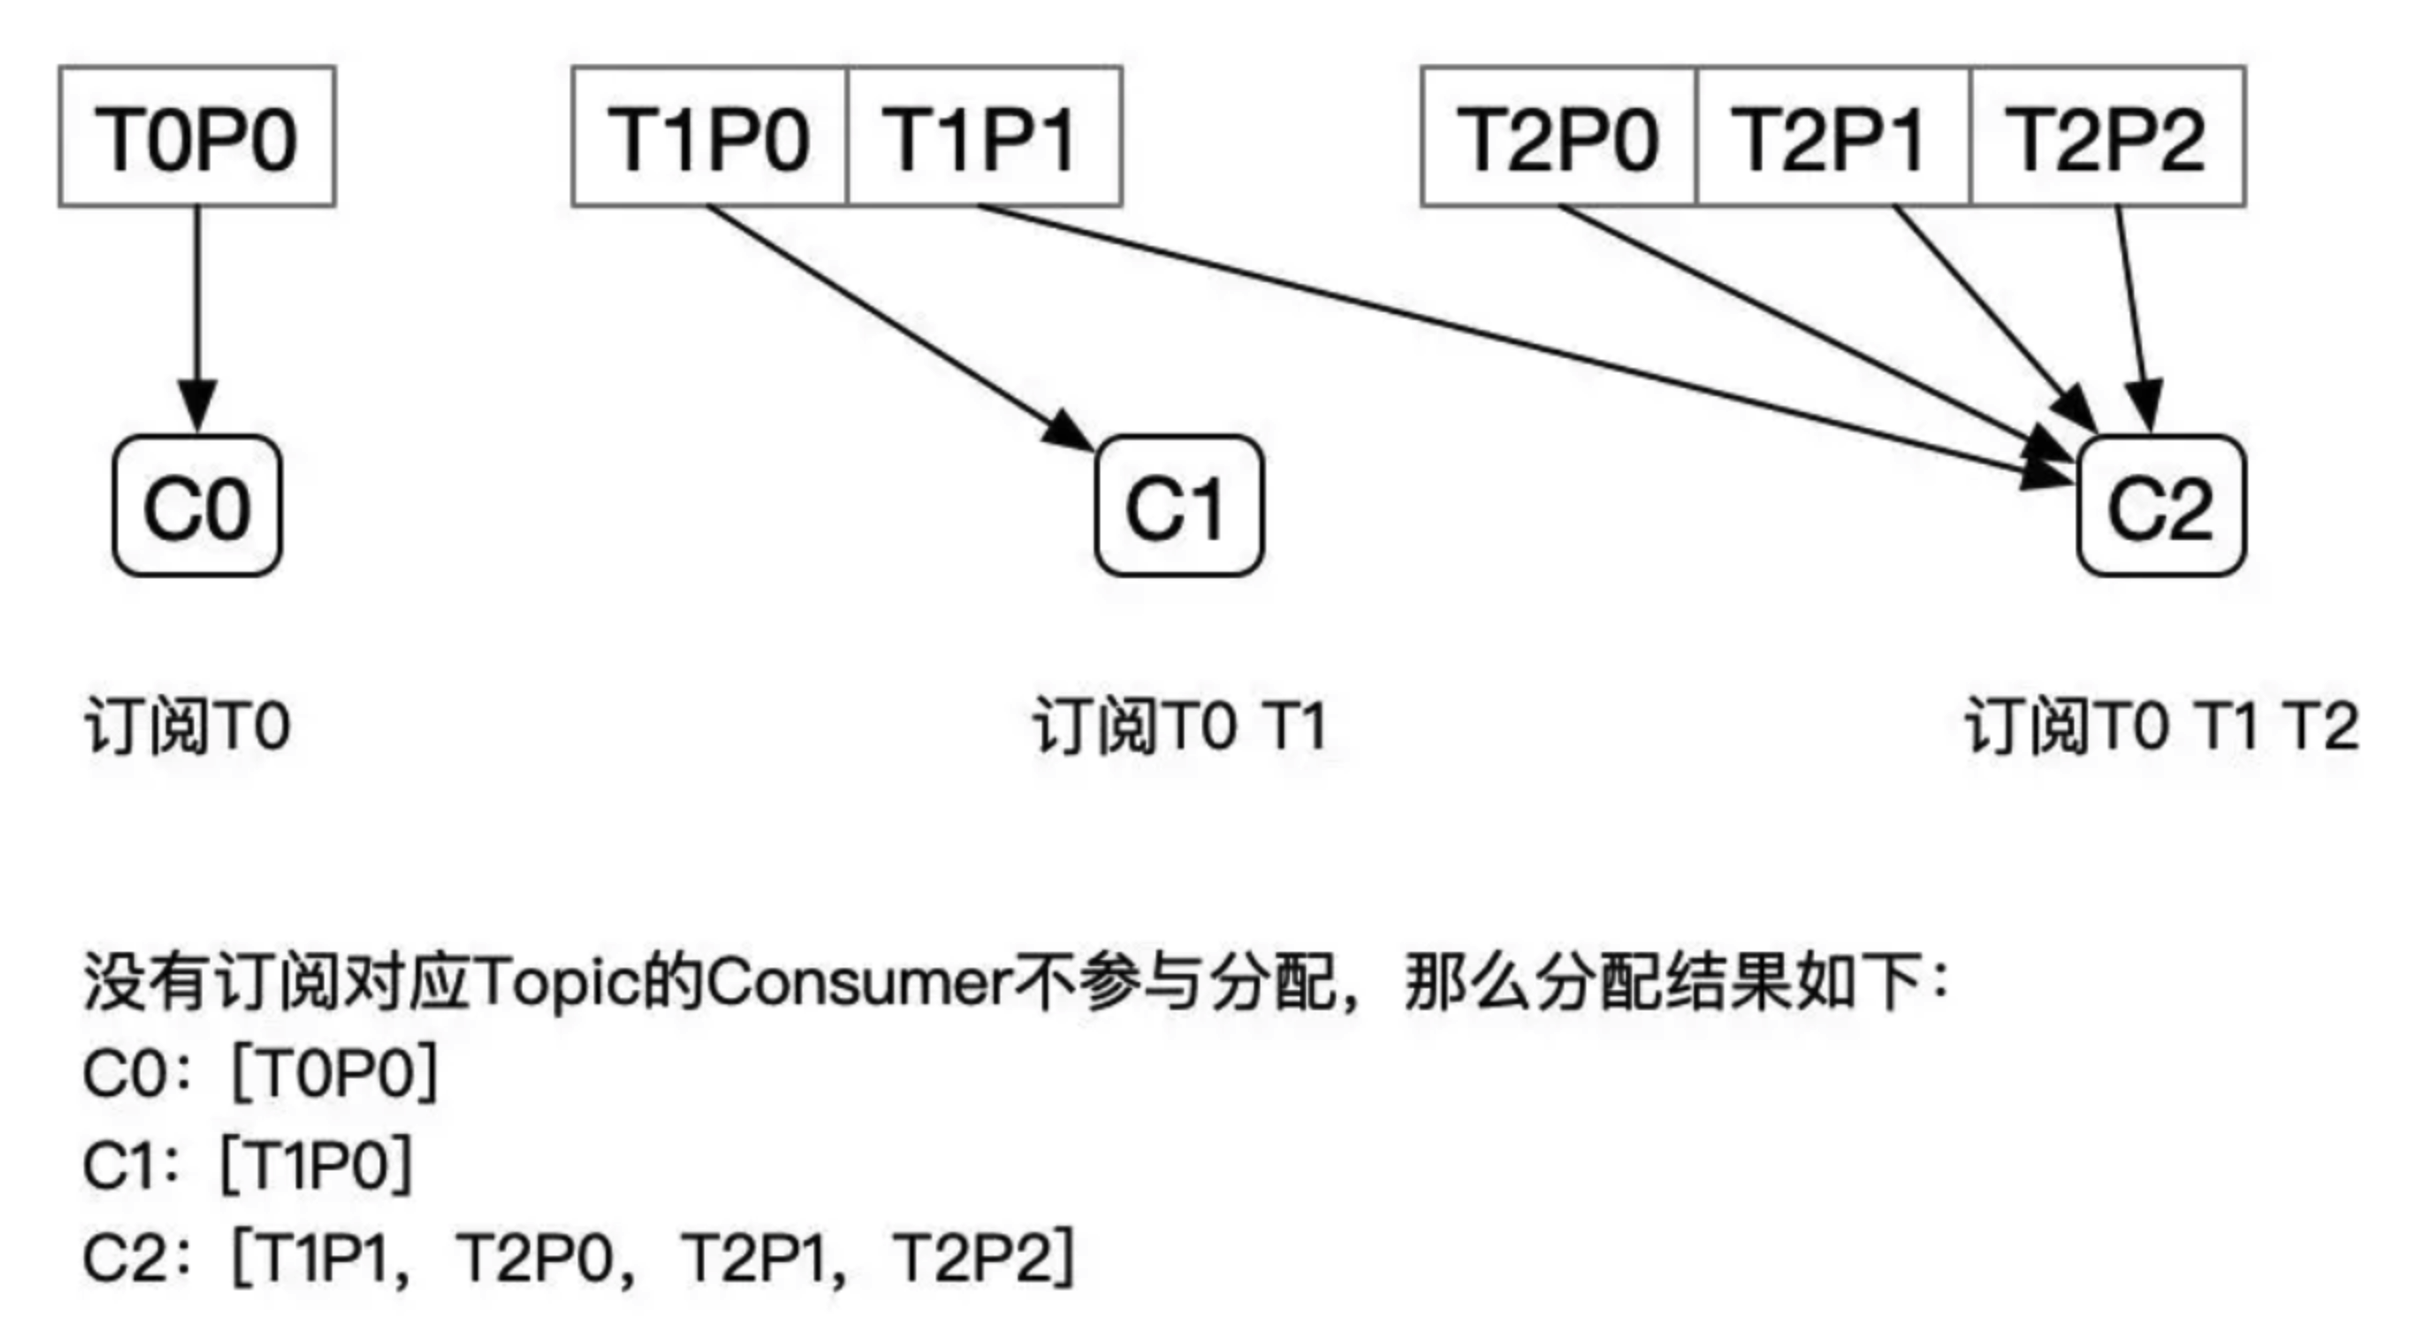 T0P0 T1P0 T1P1 T2P0 T2P1 T2P2
C0 C1 C2
订阅T0 订阅T0 T1 订阅T0 T1 T2
没有订阅对应Topic的Consumer不参与分配，那么分配结果如下：
C0：[T0P0]
C1：[T1P0]
C2：[T1P1，T2P0，T2P1，T2P2]